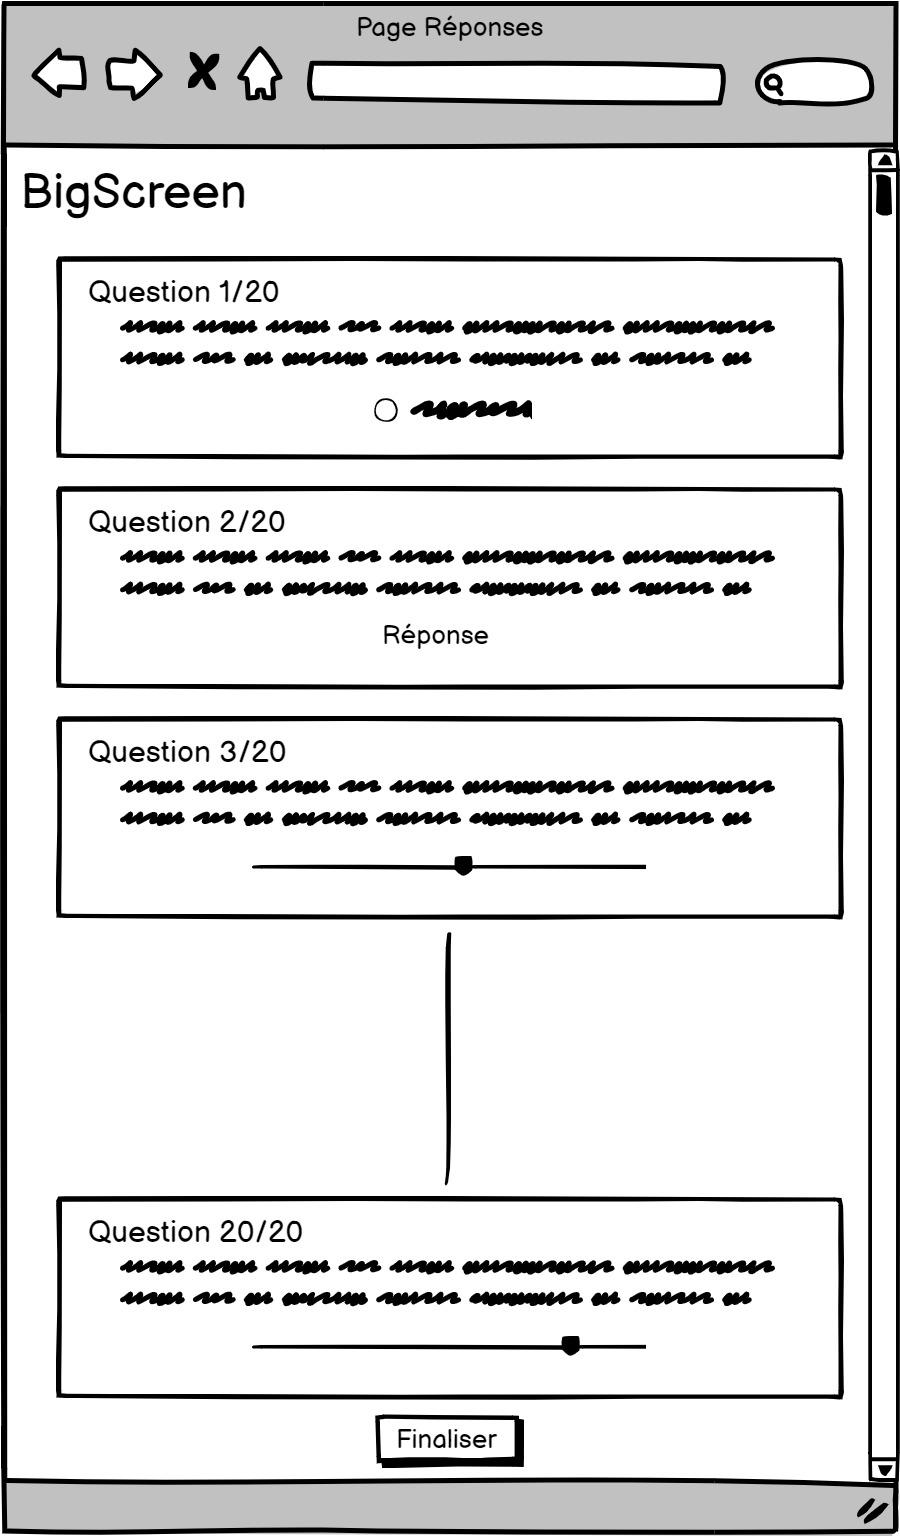 Page Réponses
BigScreen
Question 1/20
Question 2/20
Réponse
Question 3/20
Question 20/20
Finaliser